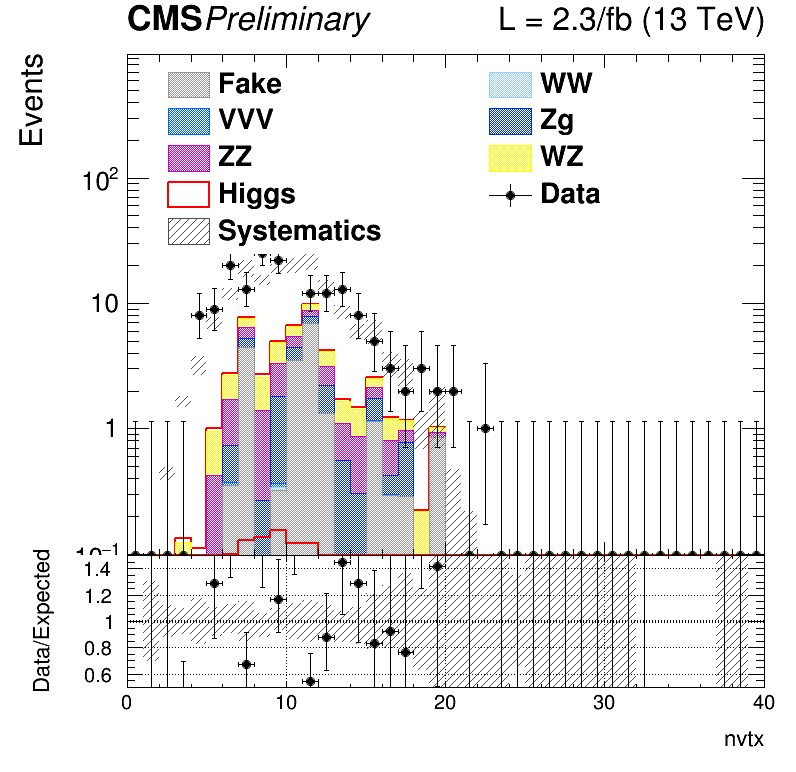 CMS Preliminary L = 2.3/fb (13 TeV)
Events
Fake WW
VVV Zg
ZZ WZ
Higgs Data
Systematics
10²
10
1
10⁻¹
Data/Expected
1.4
1.2
1
0.8
0.6
0 10 20 30 40
nvtx